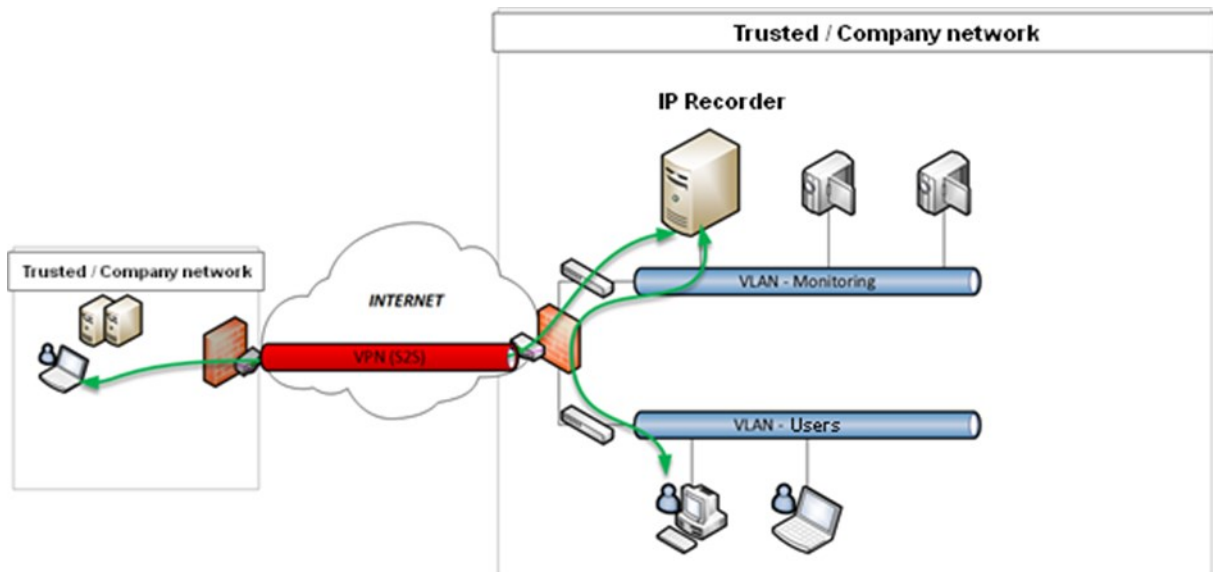 Trusted / Company network
IP Recorder
Trusted / Company network
INTERNET
VLAN - Monitoring
VPN (S2S)
VLAN - Users